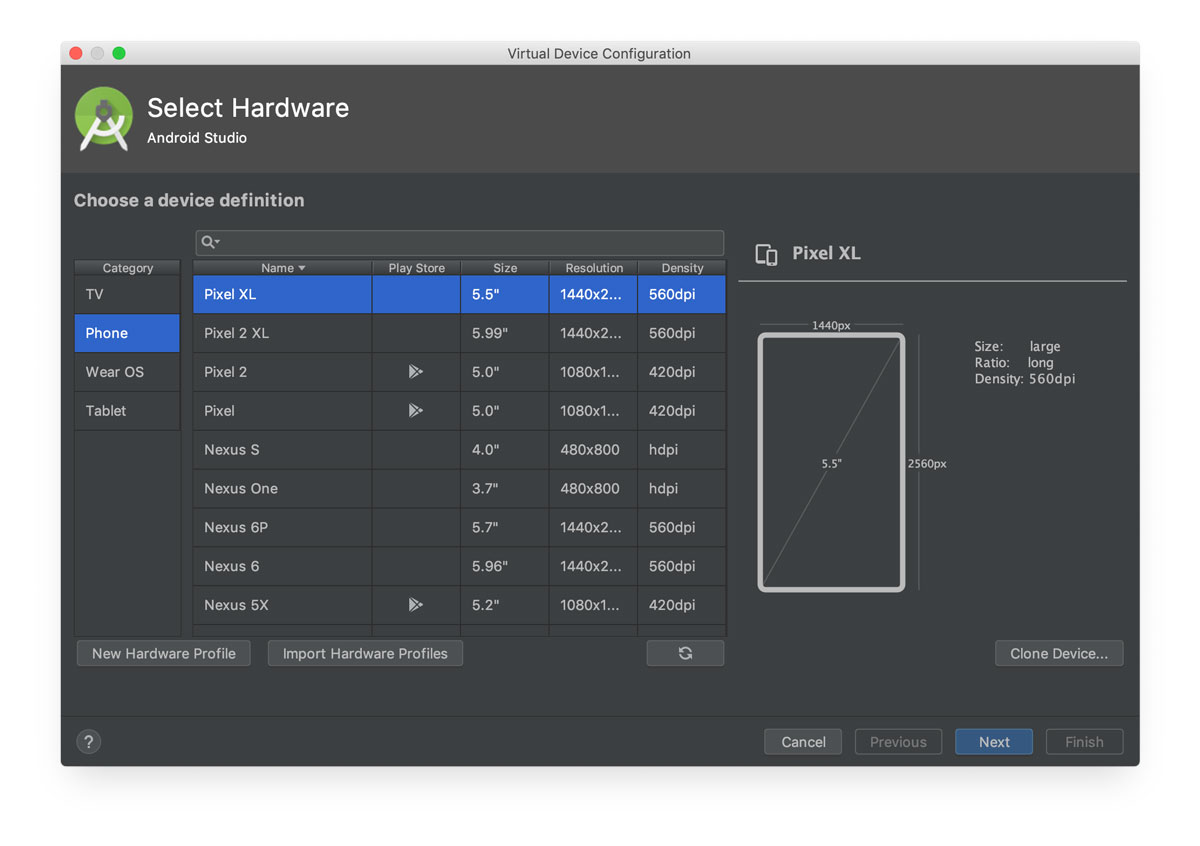 Virtual Device Configuration
Select Hardware
Android Studio
Choose a device definition
Category
TV
Phone
Wear OS
Tablet
Name Play Store Size Resolution Density
Pixel XL 5.5" 1440x2... 560dpi
Pixel 2 XL 5.99" 1440x2... 560dpi
Pixel 2 5.0" 1080x1... 420dpi
Pixel 5.0" 1080x1... 420dpi
Nexus S 4.0" 480x800 hdpi
Nexus One 3.7" 480x800 hdpi
Nexus 6P 5.7" 1440x2... 560dpi
Nexus 6 5.96" 1440x2... 560dpi
Nexus 5X 5.2" 1080x1... 420dpi
Pixel XL
1440px
5.5"
2560px
Size: large
Ratio: long
Density: 560dpi
New Hardware Profile Import Hardware Profiles Clone Device...
? Cancel Previous Next Finish